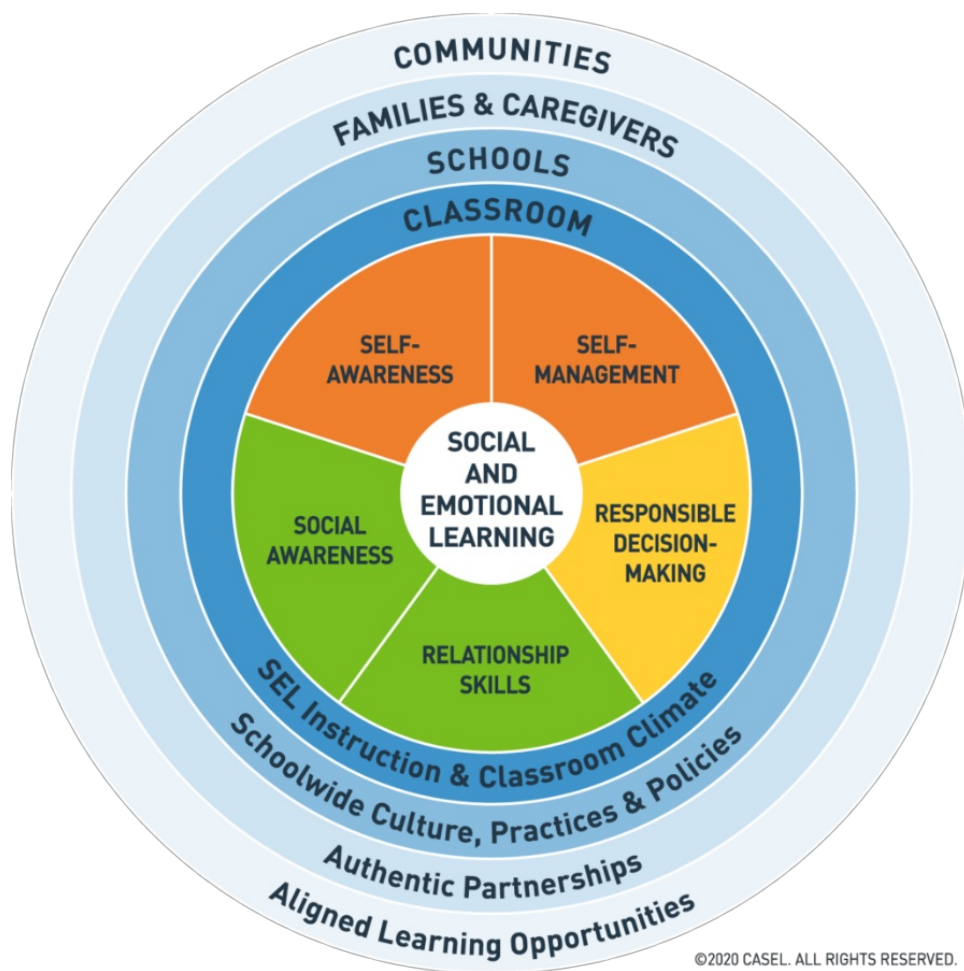 COMMUNITIES
FAMILIES & CAREGIVERS
SCHOOLS
CLASSROOM
SELF-
AWARENESS
SELF-
MANAGEMENT
SOCIAL
AND
EMOTIONAL
LEARNING
SOCIAL
AWARENESS
RESPONSIBLE
DECISION-
MAKING
RELATIONSHIP
SKILLS
SEL Instruction & Classroom Climate
Schoolwide Culture, Practices & Policies
Authentic Partnerships
Aligned Learning Opportunities
©2020 CASEL. ALL RIGHTS RESERVED.